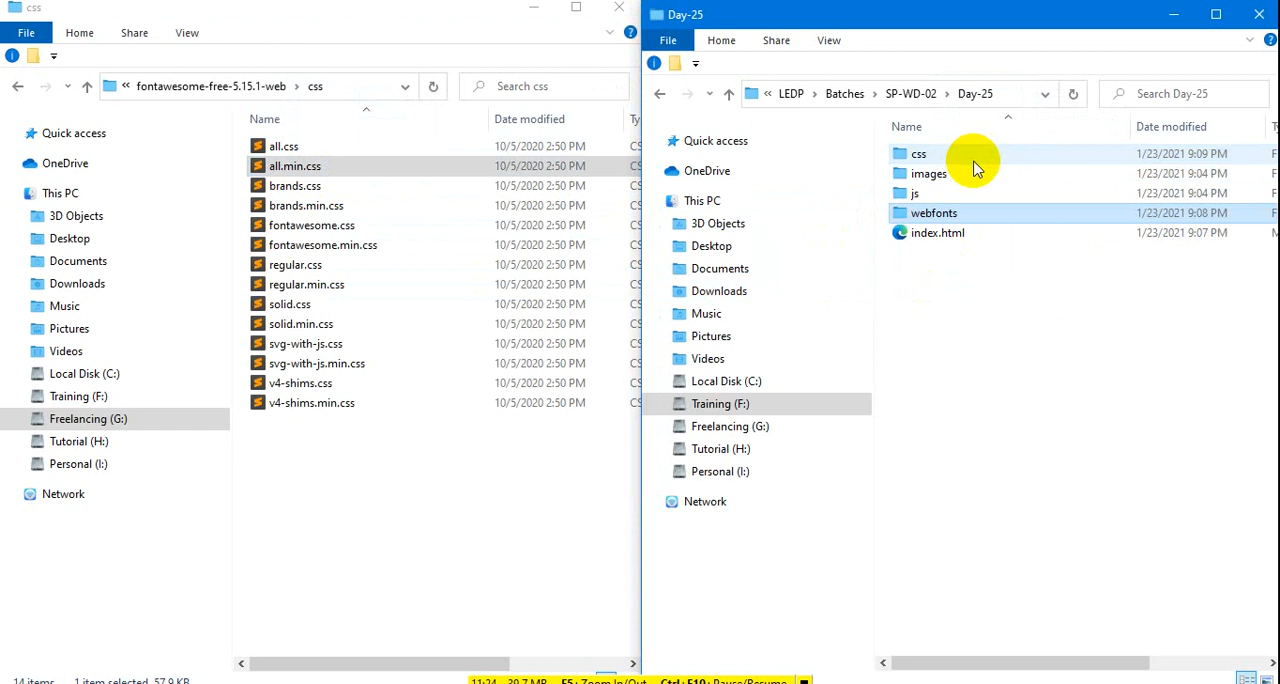 css
File Home Share View
fontawesome-free-5.15.1-web css
Search css
Name Date modified Ty
Quick access
OneDrive
This PC
3D Objects
Desktop
Documents
Downloads
Music
Pictures
Videos
Local Disk (C:)
Training (F:)
Freelancing (G:)
Tutorial (H:)
Personal (I:)
Network
all.css 10/5/2020 2:50 PM CS
all.min.css 10/5/2020 2:50 PM CS
brands.css 10/5/2020 2:50 PM CS
brands.min.css 10/5/2020 2:50 PM CS
fontawesome.css 10/5/2020 2:50 PM CS
fontawesome.min.css 10/5/2020 2:50 PM CS
regular.css 10/5/2020 2:50 PM CS
regular.min.css 10/5/2020 2:50 PM CS
solid.css 10/5/2020 2:50 PM CS
solid.min.css 10/5/2020 2:50 PM CS
svg-with-js.css 10/5/2020 2:50 PM CS
svg-with-js.min.css 10/5/2020 2:50 PM CS
v4-shims.css 10/5/2020 2:50 PM CS
v4-shims.min.css 10/5/2020 2:50 PM CS
14 items 1 item selected 57.9 KB
Day-25
File Home Share View
LEDP Batches SP-WD-02 Day-25
Search Day-25
Name Date modified T
Quick access
OneDrive
This PC
3D Objects
Desktop
Documents
Downloads
Music
Pictures
Videos
Local Disk (C:)
Training (F:)
Freelancing (G:)
Tutorial (H:)
Personal (I:)
Network
css 1/23/2021 9:09 PM F
images 1/23/2021 9:04 PM F
js 1/23/2021 9:04 PM F
webfonts 1/23/2021 9:08 PM F
index.html 1/23/2021 9:07 PM M
11:24 39.7 MB F5: Zoom In/Out Ctrl+F10: Pause/Resume